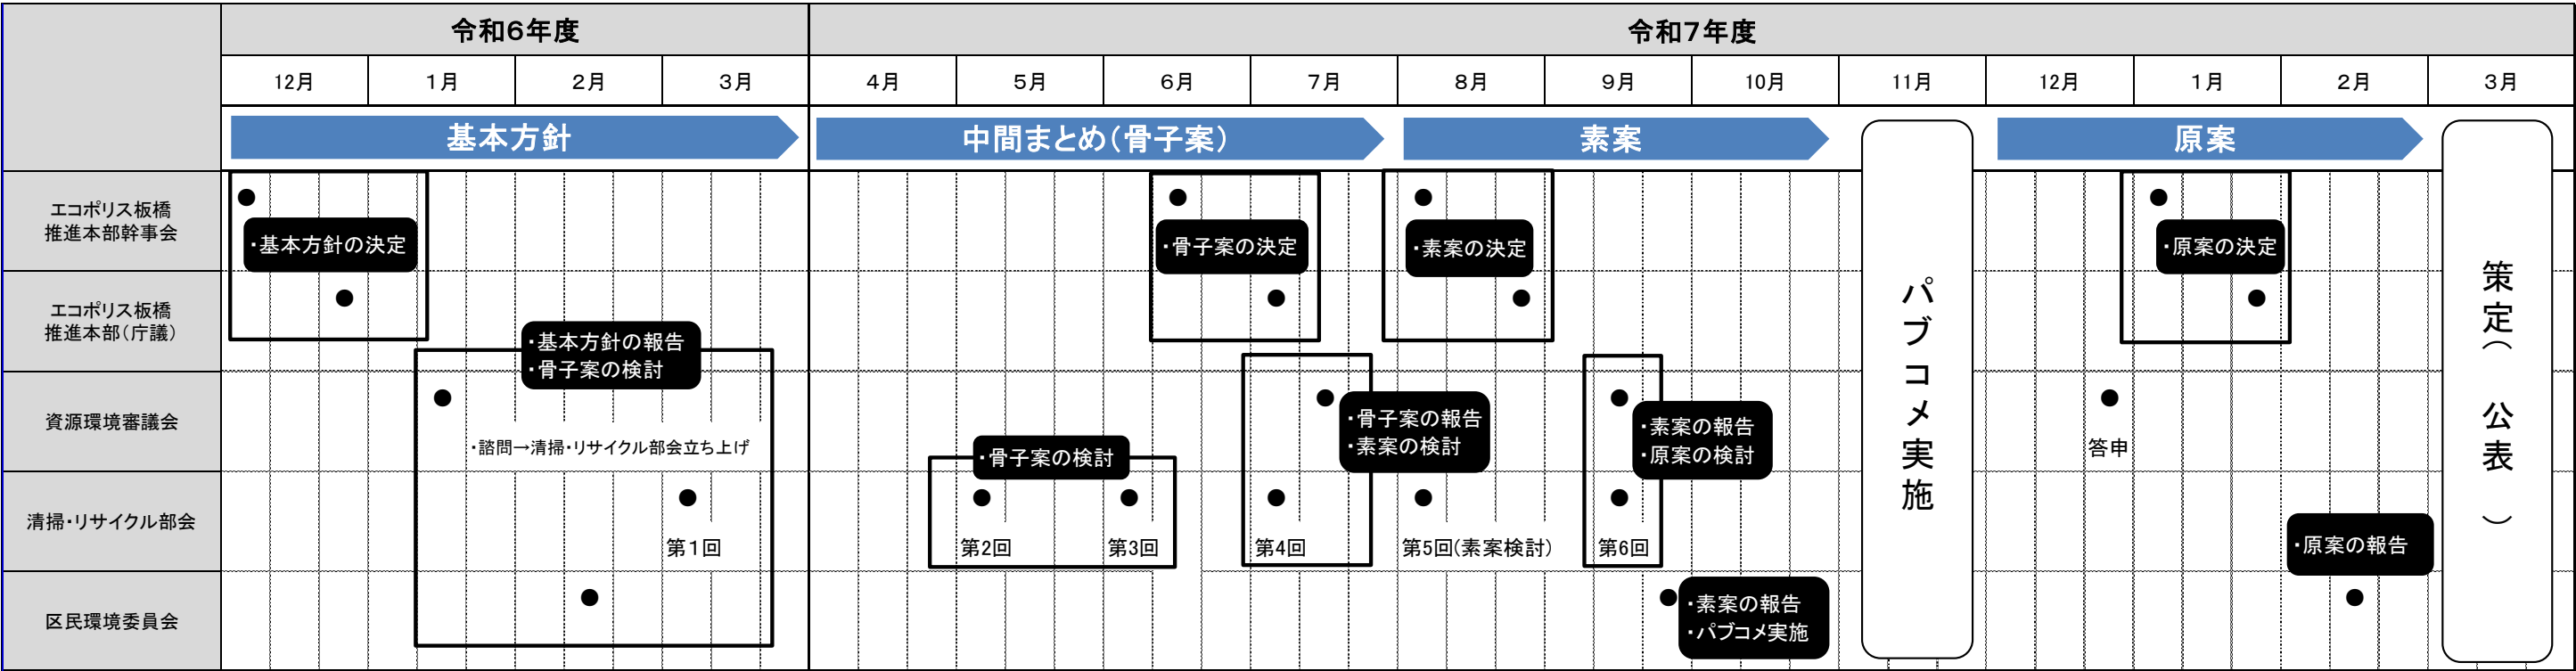 令和6年度
令和7年度
12月
1月
2月
3月
4月
5月
6月
7月
8月
9月
10月
11月
12月
1月
2月
3月
基本方針
中間まとめ(骨子案)
素案
原案
エコポリス板橋
推進本部幹事会
・基本方針の決定
・骨子案の決定
・素案の決定
・原案の決定
エコポリス板橋
推進本部(庁議)
・基本方針の報告
・骨子案の検討
資源環境審議会
・諮問→清掃・リサイクル部会立ち上げ
・骨子案の検討
・骨子案の報告
・素案の検討
・素案の報告
・原案の検討
答申
清掃・リサイクル部会
第1回
第2回
第3回
第4回
第5回(素案検討)
第6回
・原案の報告
区民環境委員会
・素案の報告
・パブコメ実施
パブコメ実施
策定(公表)